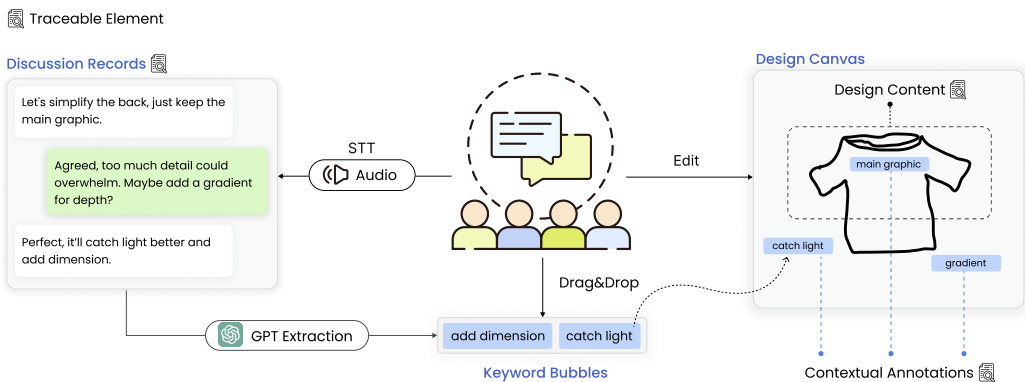 Traceable Element
Discussion Records
Let's simplify the back, just keep the
main graphic.
Agreed, too much detail could
overwhelm. Maybe add a gradient
for depth?
Perfect, it'll catch light better and
add dimension.
STT
Audio
Edit
Drag&Drop
GPT Extraction
add dimension
catch light
Keyword Bubbles
Design Canvas
Design Content
main graphic
catch light
gradient
Contextual Annotations